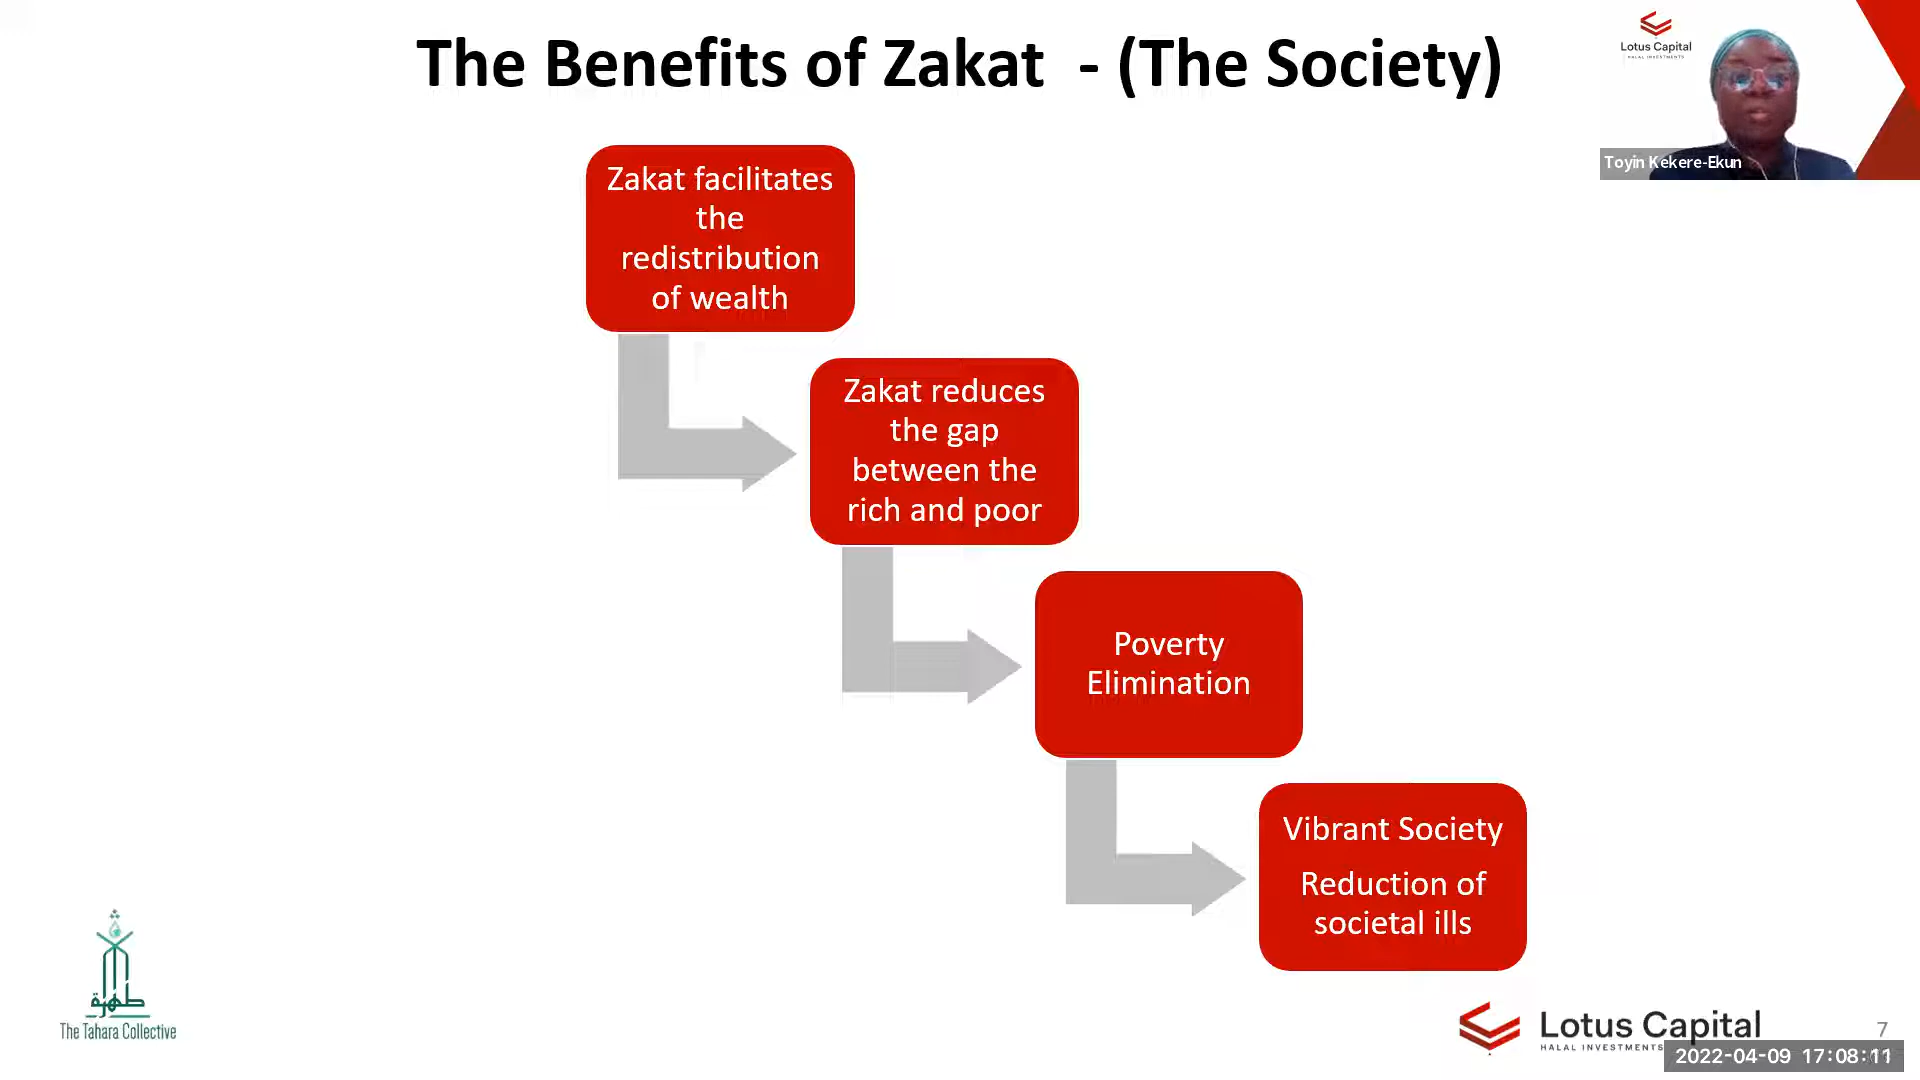 The Benefits of Zakat - (The Society)
Lotus Capital
HALAL INVESTMENTS
Toyin Kekere-Ekun
Zakat facilitates
the
redistribution
of wealth
Zakat reduces
the gap
between the
rich and poor
Poverty
Elimination
Vibrant Society
Reduction of
societal ills
طهرة
The Tahara Collective
Lotus Capital
HALAL INVESTMENTS
7
2022-04-09 17:08:11